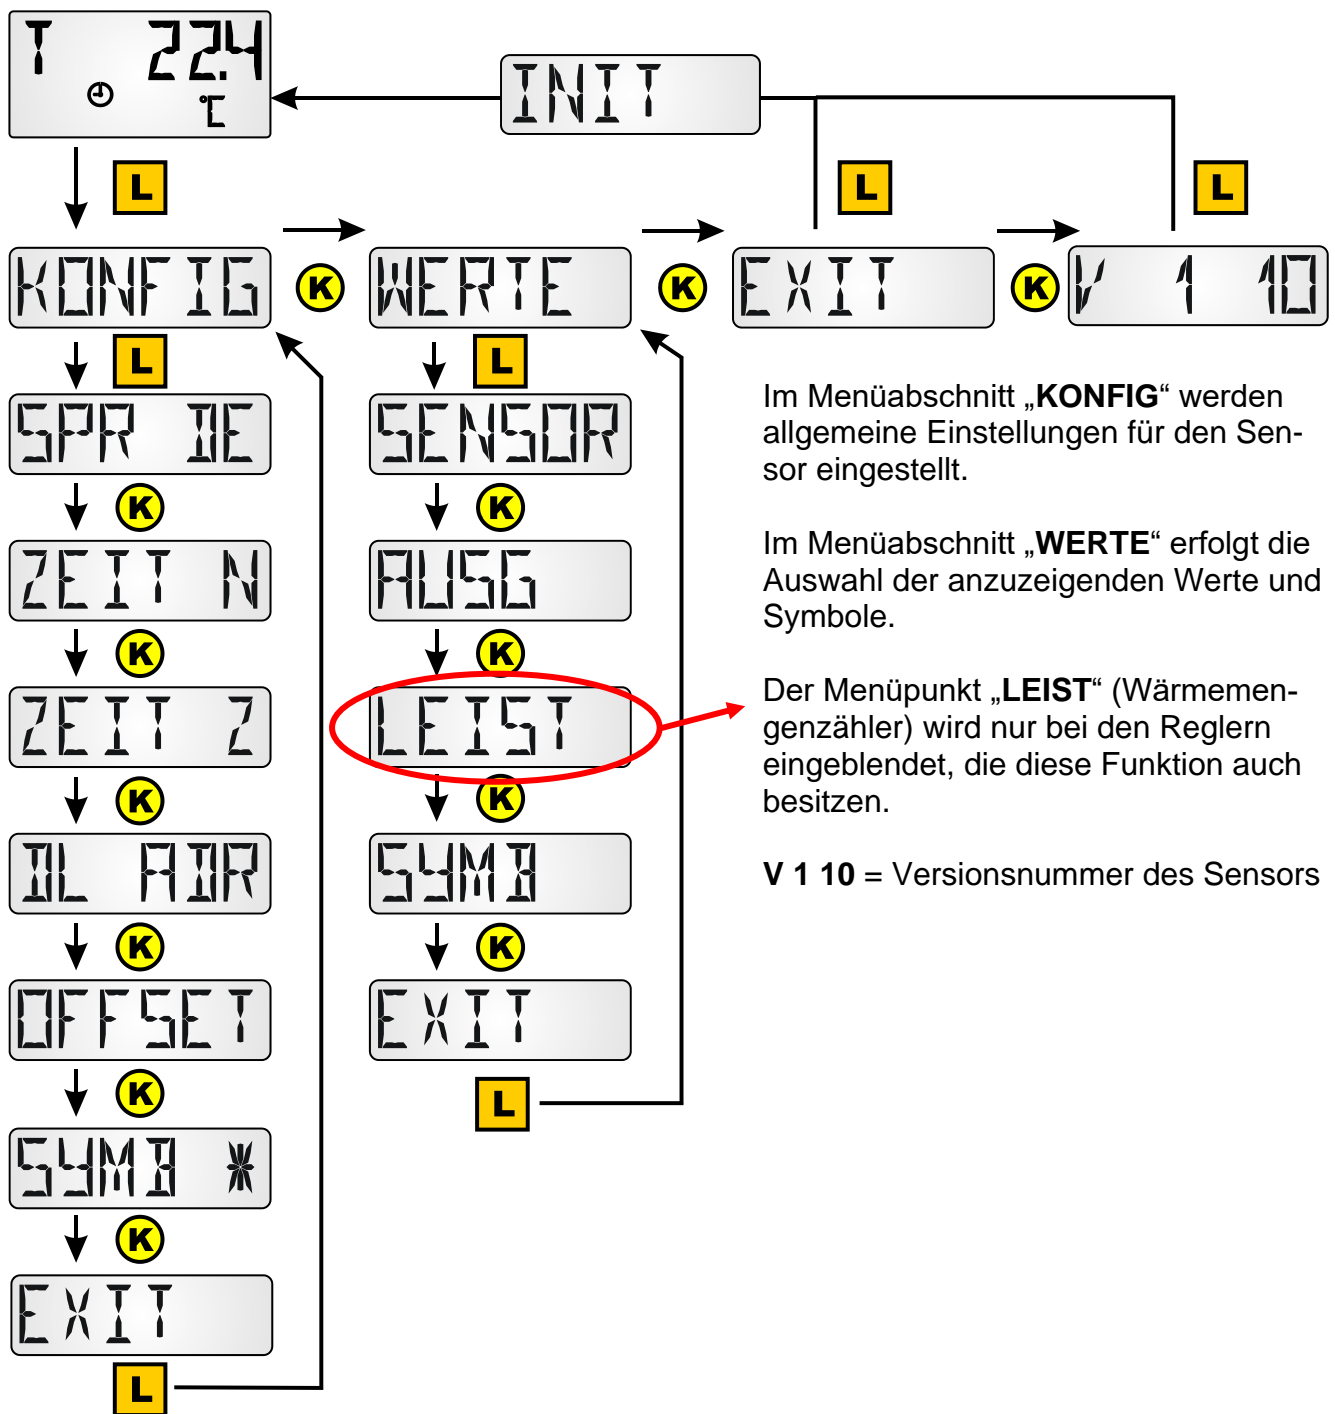 T 22.4
°C
INIT
L
L
L
KONFIG
K
WERTE
K
EXIT
K
V 1 10
L
L
SPR DE
SENSOR
K
K
ZEIT N
AUSG
K
K
ZEIT Z
LEIST
K
K
DL ADR
SYMB
K
K
OFFSET
EXIT
K
L
SYMB *
K
EXIT
L
Im Menüabschnitt „KONFIG“ werden
allgemeine Einstellungen für den Sen-
sor eingestellt.
Im Menüabschnitt „WERTE“ erfolgt die
Auswahl der anzuzeigenden Werte und
Symbole.
Der Menüpunkt „LEIST“ (Wärmemen-
genzähler) wird nur bei den Reglern
eingeblendet, die diese Funktion auch
besitzen.
V 1 10 = Versionsnummer des Sensors